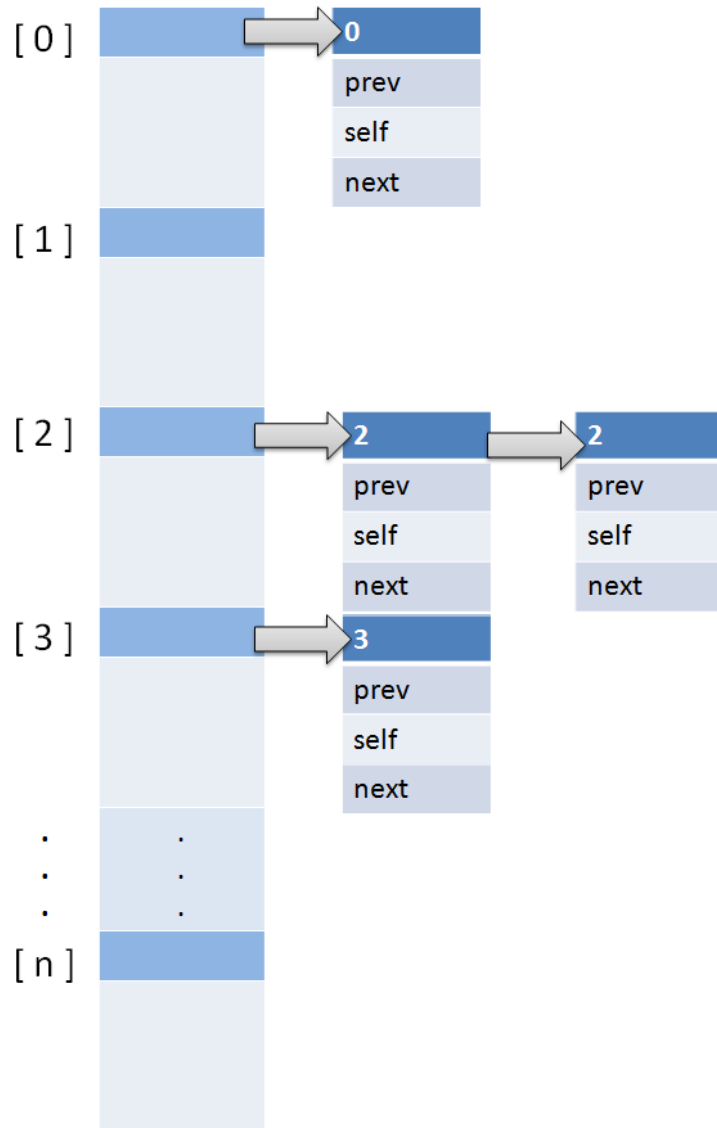 [ 0 ] 0
prev
self
next
[ 1 ]
[ 2 ] 2 2
prev prev
self self
next next
[ 3 ] 3
prev
self
next
. .
. .
. .
[ n ]